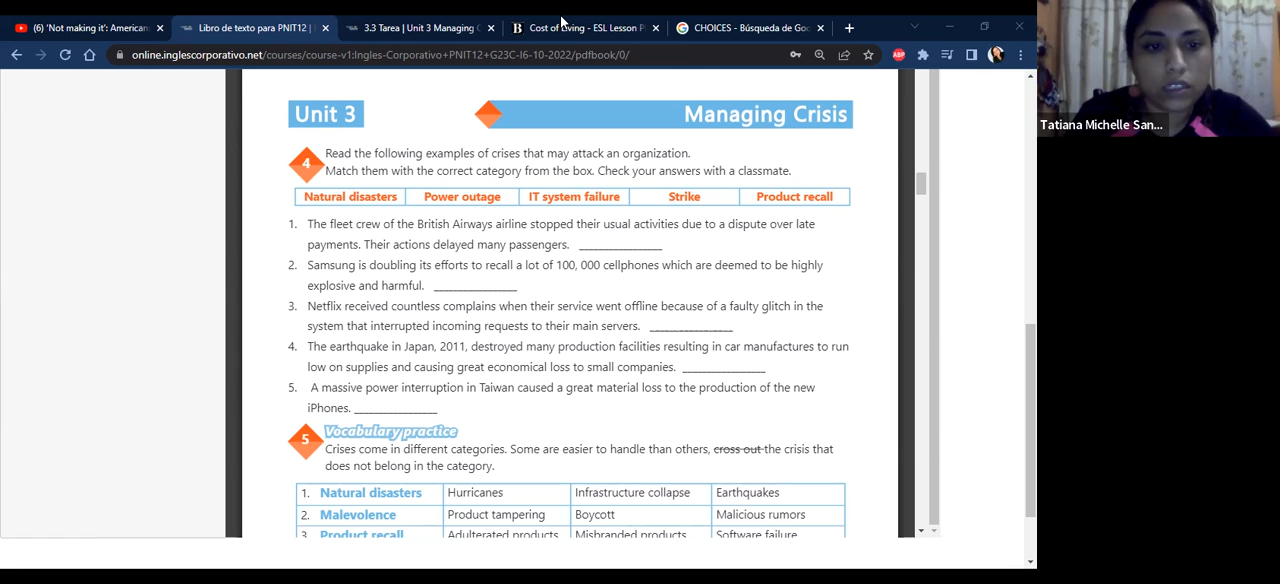 (6) 'Not making it': American
Libro de texto para PNIT12 |
3.3 Tarea | Unit 3 Managing C
B Cost of Living - ESL Lesson Pl
CHOICES - Búsqueda de Goo
online.inglescorporativo.net/courses/course-v1:Ingles-Corporativo+PNIT12+G23C-I6-10-2022/pdfbook/0/
ABP
Tatiana Michelle San...
Unit 3
Managing Crisis
4
Read the following examples of crises that may attack an organization.
Match them with the correct category from the box. Check your answers with a classmate.
Natural disasters Power outage IT system failure Strike Product recall
1. The fleet crew of the British Airways airline stopped their usual activities due to a dispute over late
payments. Their actions delayed many passengers. ________________
2. Samsung is doubling its efforts to recall a lot of 100, 000 cellphones which are deemed to be highly
explosive and harmful. ________________
3. Netflix received countless complains when their service went offline because of a faulty glitch in the
system that interrupted incoming requests to their main servers. ________________
4. The earthquake in Japan, 2011, destroyed many production facilities resulting in car manufactures to run
low on supplies and causing great economical loss to small companies. ________________
5. A massive power interruption in Taiwan caused a great material loss to the production of the new
iPhones. ________________
5
Vocabulary practice
Crises come in different categories. Some are easier to handle than others, cross out the crisis that
does not belong in the category.
1. Natural disasters Hurricanes Infrastructure collapse Earthquakes
2. Malevolence Product tampering Boycott Malicious rumors
3. Product recall Adulterated products Misbranded products Software failure